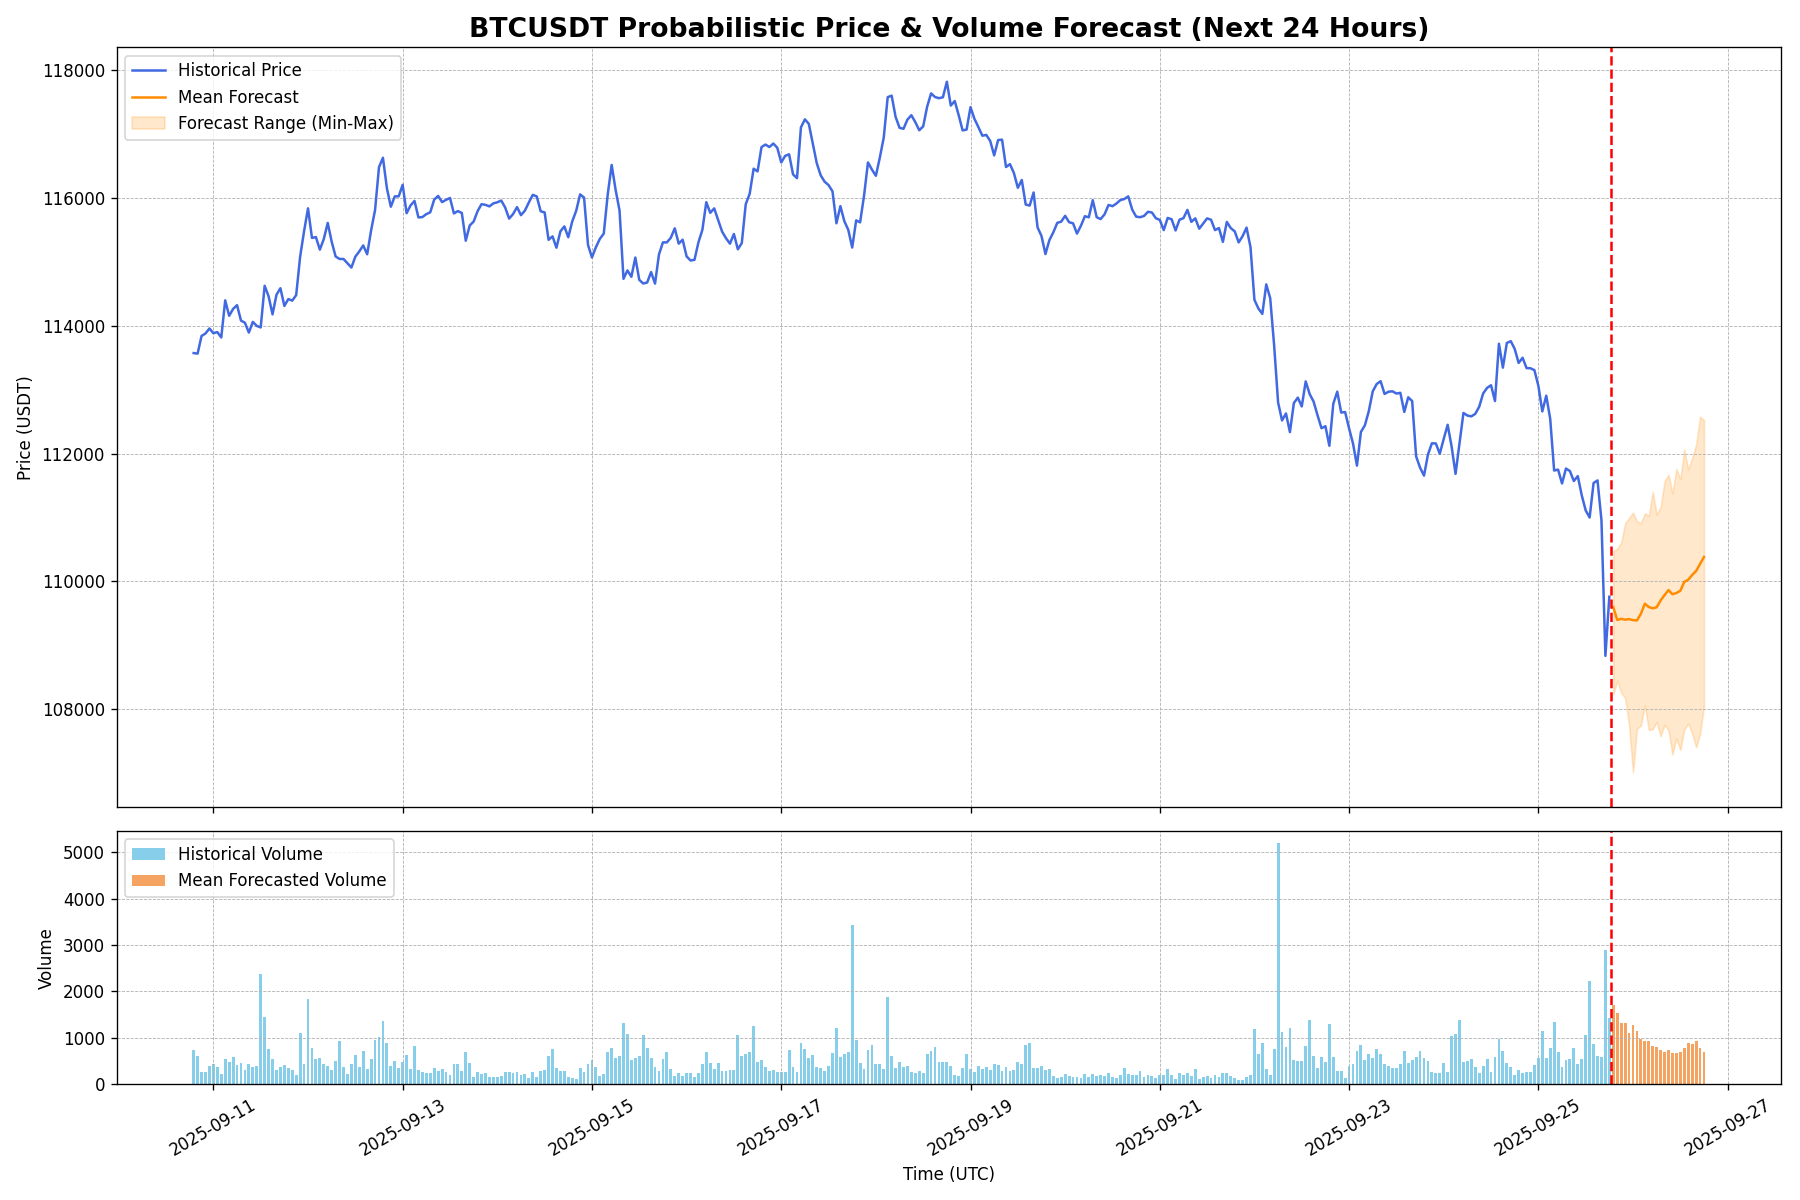 BTCUSDT Probabilistic Price & Volume Forecast (Next 24 Hours)
Historical Price
Mean Forecast
Forecast Range (Min-Max)
Price (USDT)
118000
116000
114000
112000
110000
108000
Historical Volume
Mean Forecasted Volume
Volume
5000
4000
3000
2000
1000
0
2025-09-11
2025-09-13
2025-09-15
2025-09-17
2025-09-19
2025-09-21
2025-09-23
2025-09-25
2025-09-27
Time (UTC)